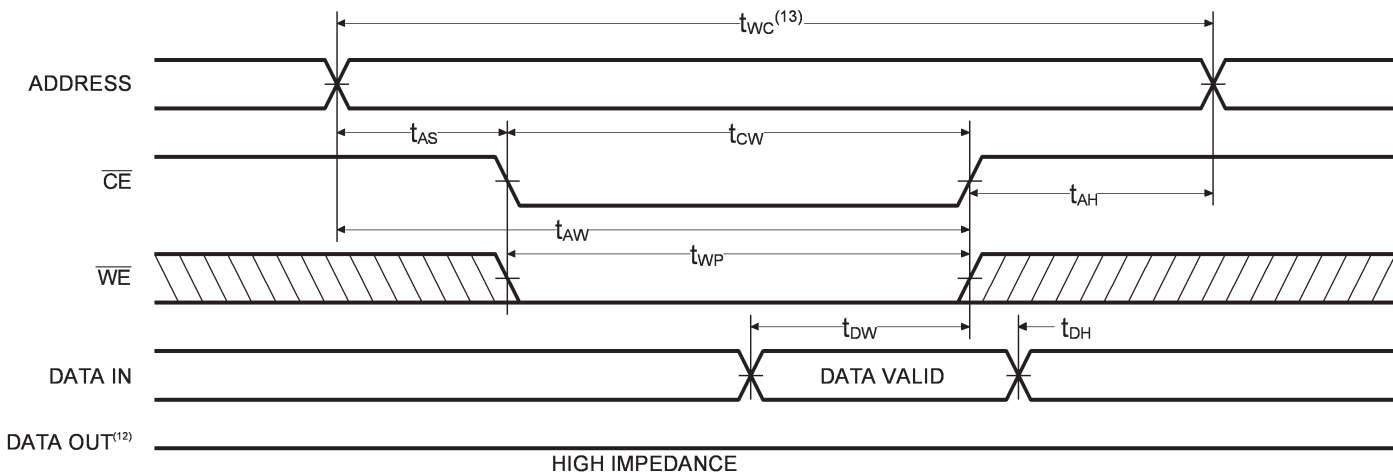 tWC(13)
ADDRESS
tAS
tCW
CE
tAH
tAW
WE
tWP
tDW
tDH
DATA IN
DATA VALID
DATA OUT(12)
HIGH IMPEDANCE